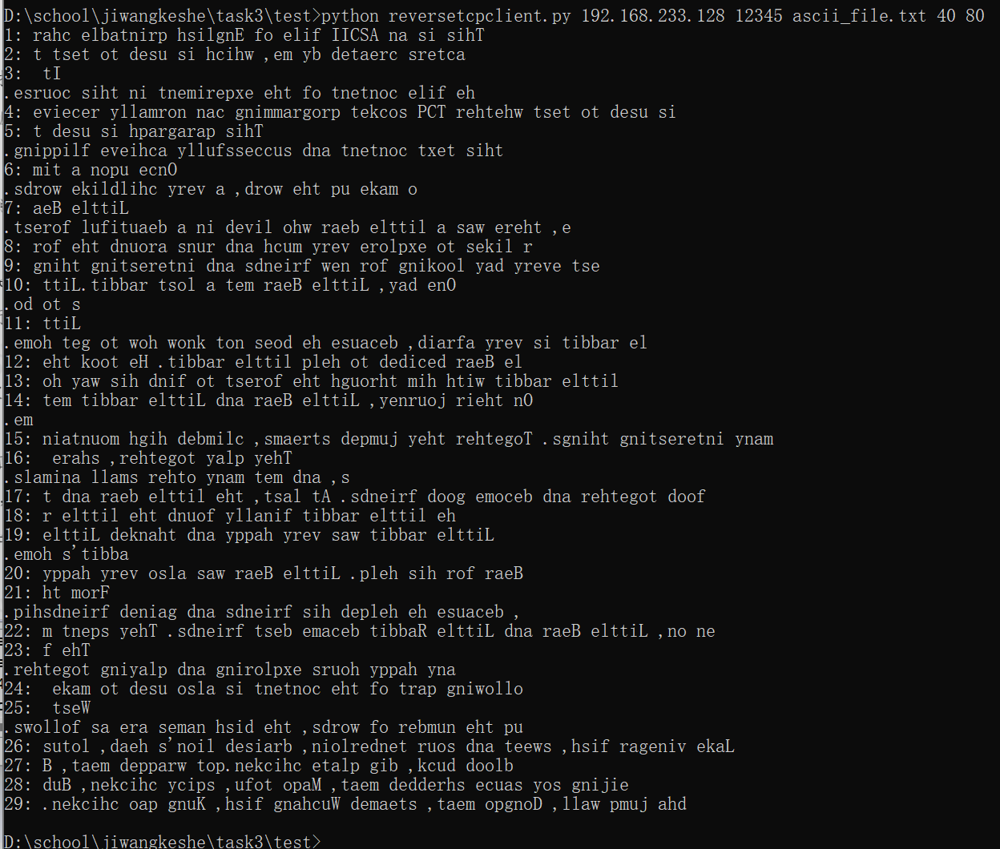 D:\school\jiwangkeshe\task3\test>python reversetcpclient.py 192.168.233.128 12345 ascii_file.txt 40 80
1: rahc elbatnirp hsilgnE fo elif IICSA na si sihT
2: t tset ot desu si hcihw ,em yb detaerc sretca
3:  tI
.esruoc siht ni tnemirepxe eht fo tnetnoc elif eh
4: eviecer yllamron nac gnimmargorp tekcos PCT rehtehw tset ot desu si
5: t desu si hpargarap sihT
.gnippilf eveihca yllufsseccus dna tnetnoc txet siht
6: mit a nopu ecnO
.sdrow ekildlihc yrev a ,drow eht pu ekam o
7: aeB elttiL
.tserof lufituaeb a ni devil ohw raeb elttil a saw ereht ,e
8: rof eht dnuora snur dna hcum yrev erolpxe ot sekil r
9: gniht gnitseretni dna sdneirf wen rof gnikool yad yreve tse
10: ttiL.tibbar tsol a tem raeB elttiL ,yad enO
.od ot s
11: ttiL
.emoh teg ot woh wonk ton seod eh esuaceb ,diarfa yrev si tibbar el
12: eht koot eH .tibbar elttil pleh ot dediced raeB el
13: oh yaw sih dnif ot tserof eht hguorht mih htiw tibbar elttil
14: tem tibbar elttiL dna raeB elttiL ,yenruoj rieht nO
.em
15: niatnuom hgih debmilc ,smaerts depmuj yeht rehtegoT .sgniht gnitseretni ynam
16:  erahs ,rehtegot yalp yehT
.slamina llams rehto ynam tem dna ,s
17: t dna raeb elttil eht ,tsal tA .sdneirf doog emoceb dna rehtegot doof
18: r elttil eht dnuof yllanif tibbar elttil eh
19: elttiL deknaht dna yppah yrev saw tibbar elttiL
.emoh s'tibba
20: yppah yrev osla saw raeB elttiL .pleh sih rof raeB
21: ht morF
.pihsdneirf deniag dna sdneirf sih depleh eh esuaceb ,
22: m tneps yehT .sdneirf tseb emaceb tibbaR elttiL dna raeB elttiL ,no ne
23: f ehT
.rehtegot gniyalp dna gnirolpxe sruoh yppah yna
24:  ekam ot desu osla si tnetnoc eht fo trap gniwollo
25:  tseW
.swollof sa era seman hsid eht ,sdrow fo rebmun eht pu
26: sutol ,daeh s'noil desiarb ,niolrednet ruos dna teews ,hsif rageniv ekaL
27: B ,taem depparw top.nekcihc etalp gib ,kcud doolb
28: duB ,nekcihc ycips ,ufot opaM ,taem dedderhs ecuas yos gnijie
29: .nekcihc oap gnuK ,hsif gnahcuW demaets ,taem opgnoD ,llaw pmuj ahd
D:\school\jiwangkeshe\task3\test>